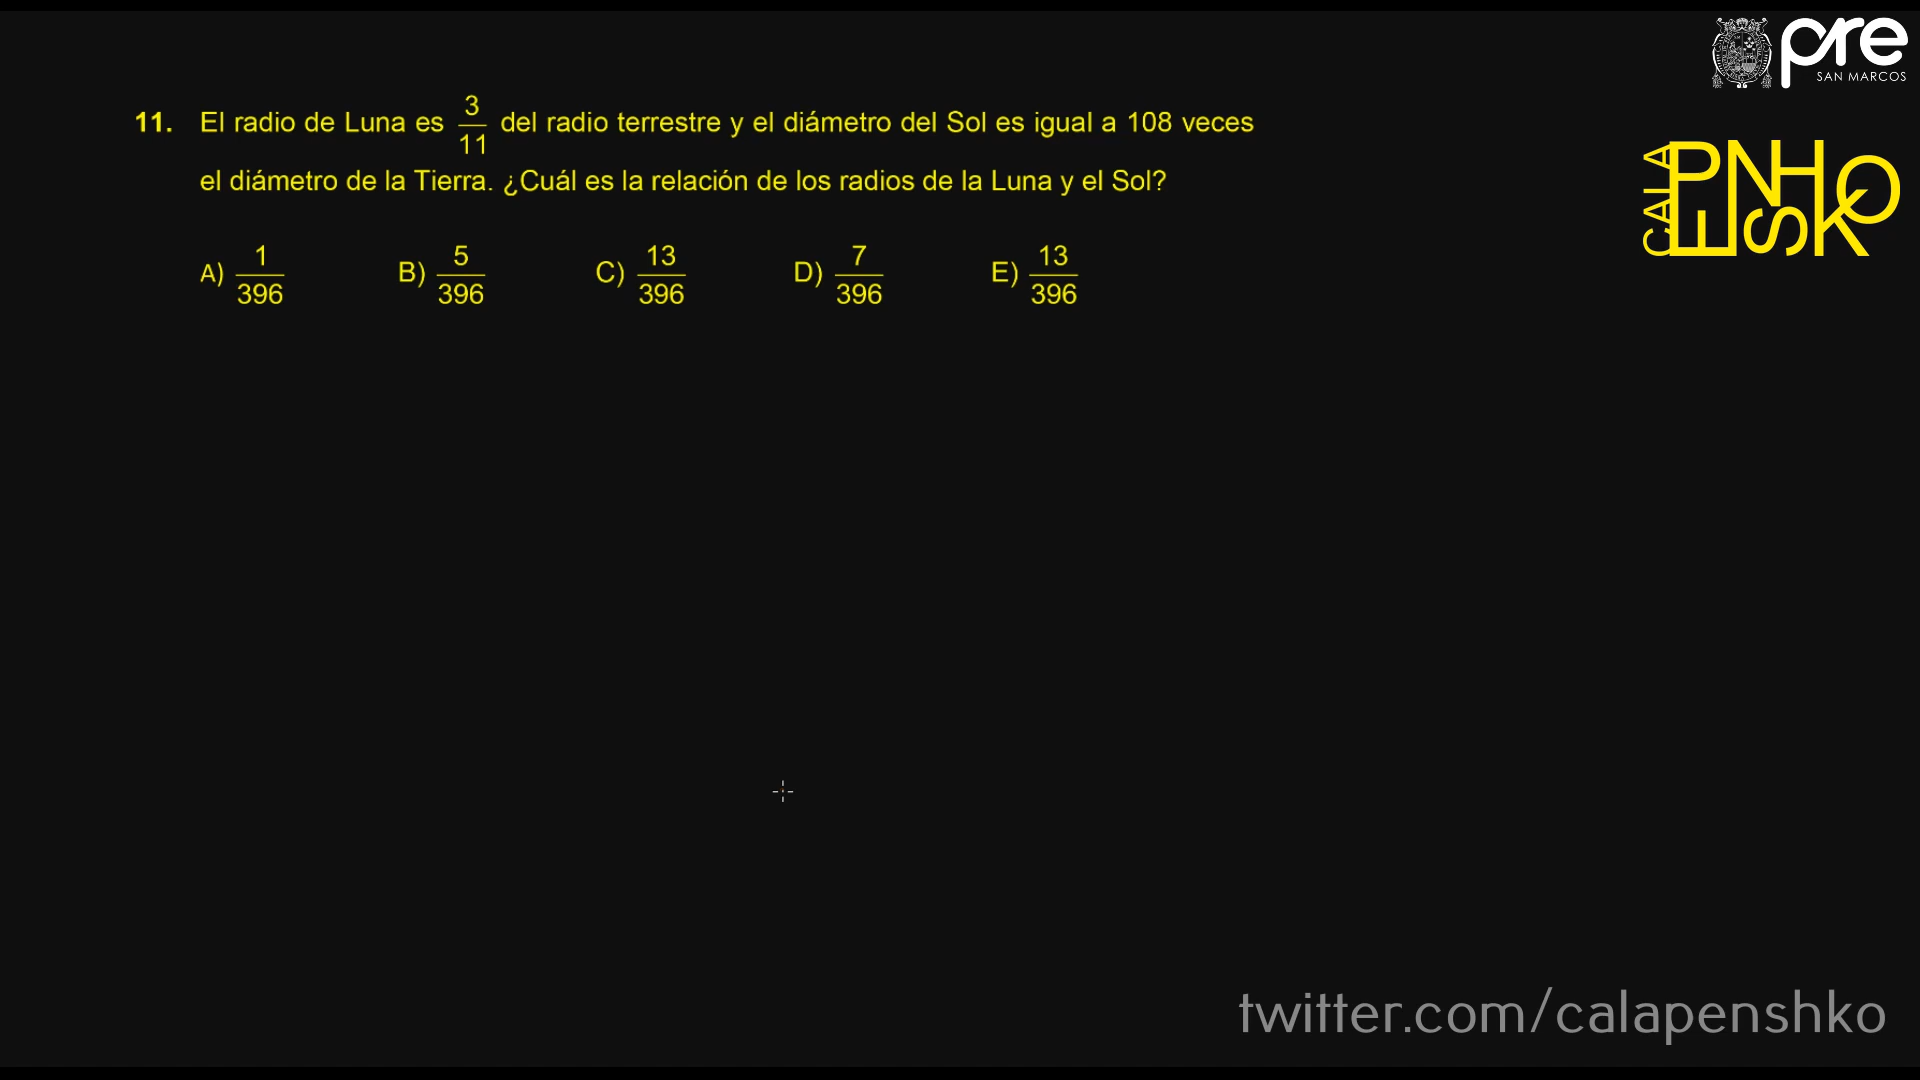 pre
SAN MARCOS
11. El radio de Luna es 3/11 del radio terrestre y el diámetro del Sol es igual a 108 veces
el diámetro de la Tierra. ¿Cuál es la relación de los radios de la Luna y el Sol?
A) 1/396 B) 5/396 C) 13/396 D) 7/396 E) 13/396
CALA PENSHKO
twitter.com/calapenshko